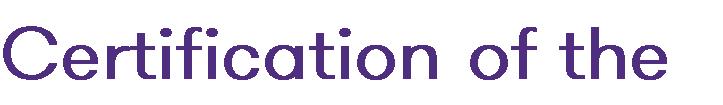 Certification of the